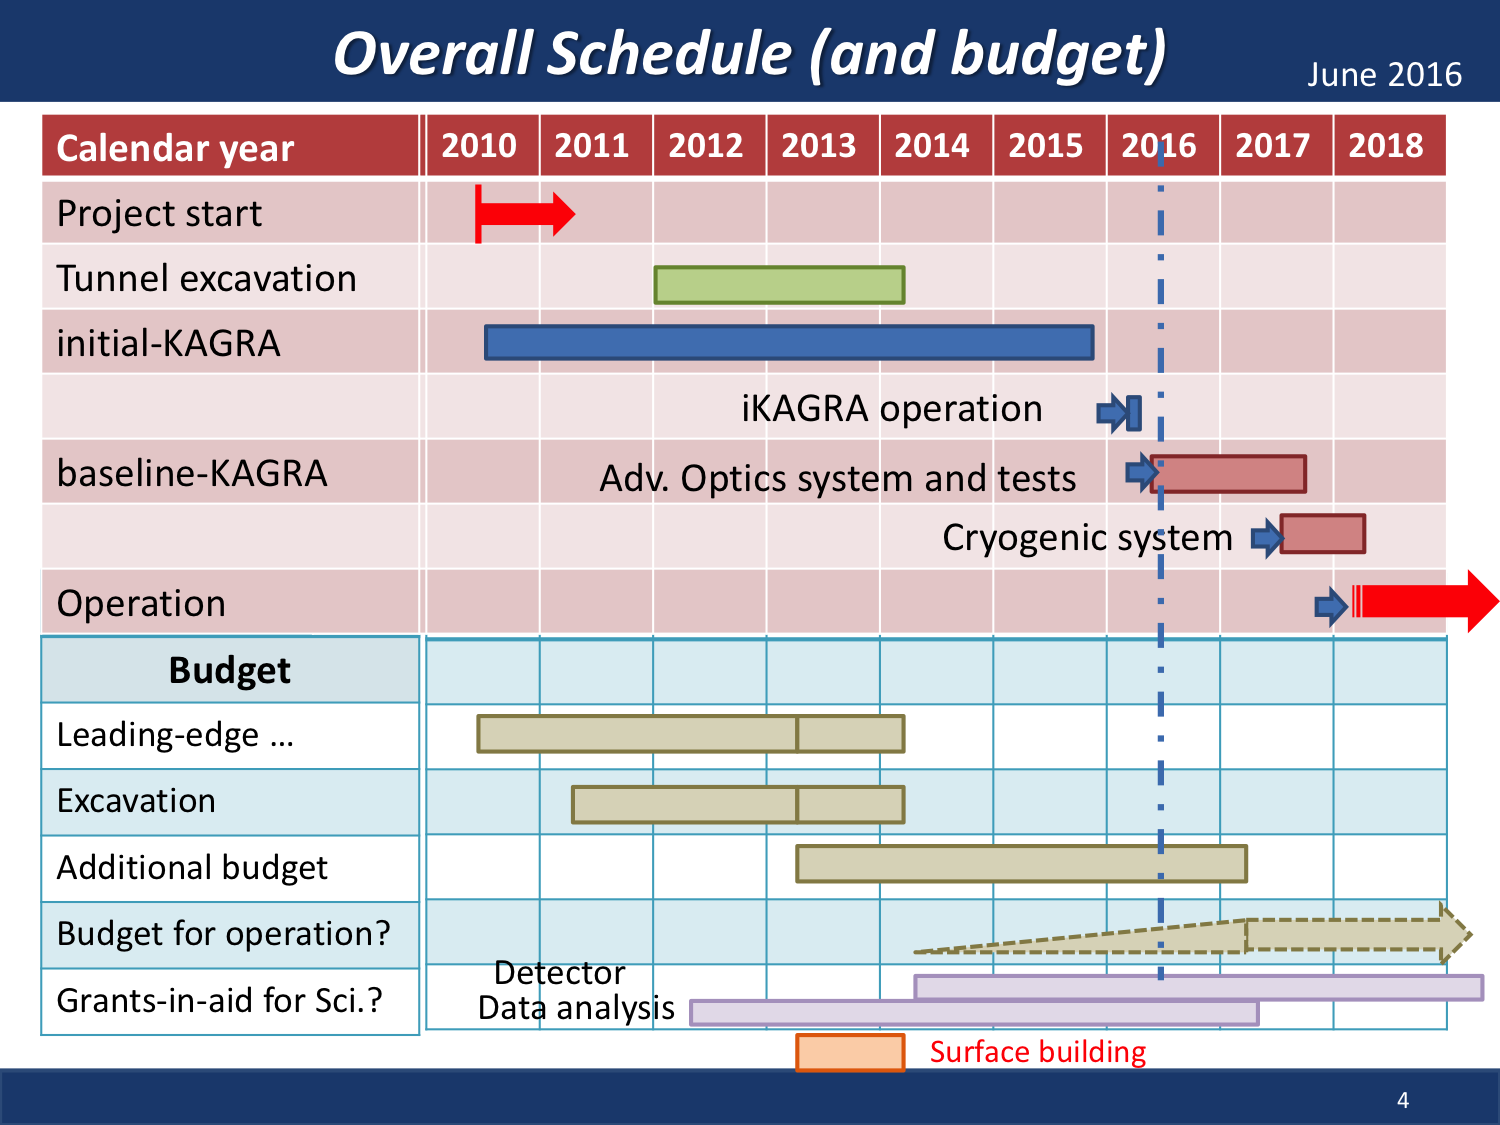 Overall Schedule (and budget)
June 2016
Calendar year 2010 2011 2012 2013 2014 2015 2016 2017 2018
Project start
Tunnel excavation
initial-KAGRA
iKAGRA operation
baseline-KAGRA Adv. Optics system and tests
Cryogenic system
Operation
Budget
Leading-edge ...
Excavation
Additional budget
Budget for operation?
Detector
Grants-in-aid for Sci.? Data analysis
Surface building
4